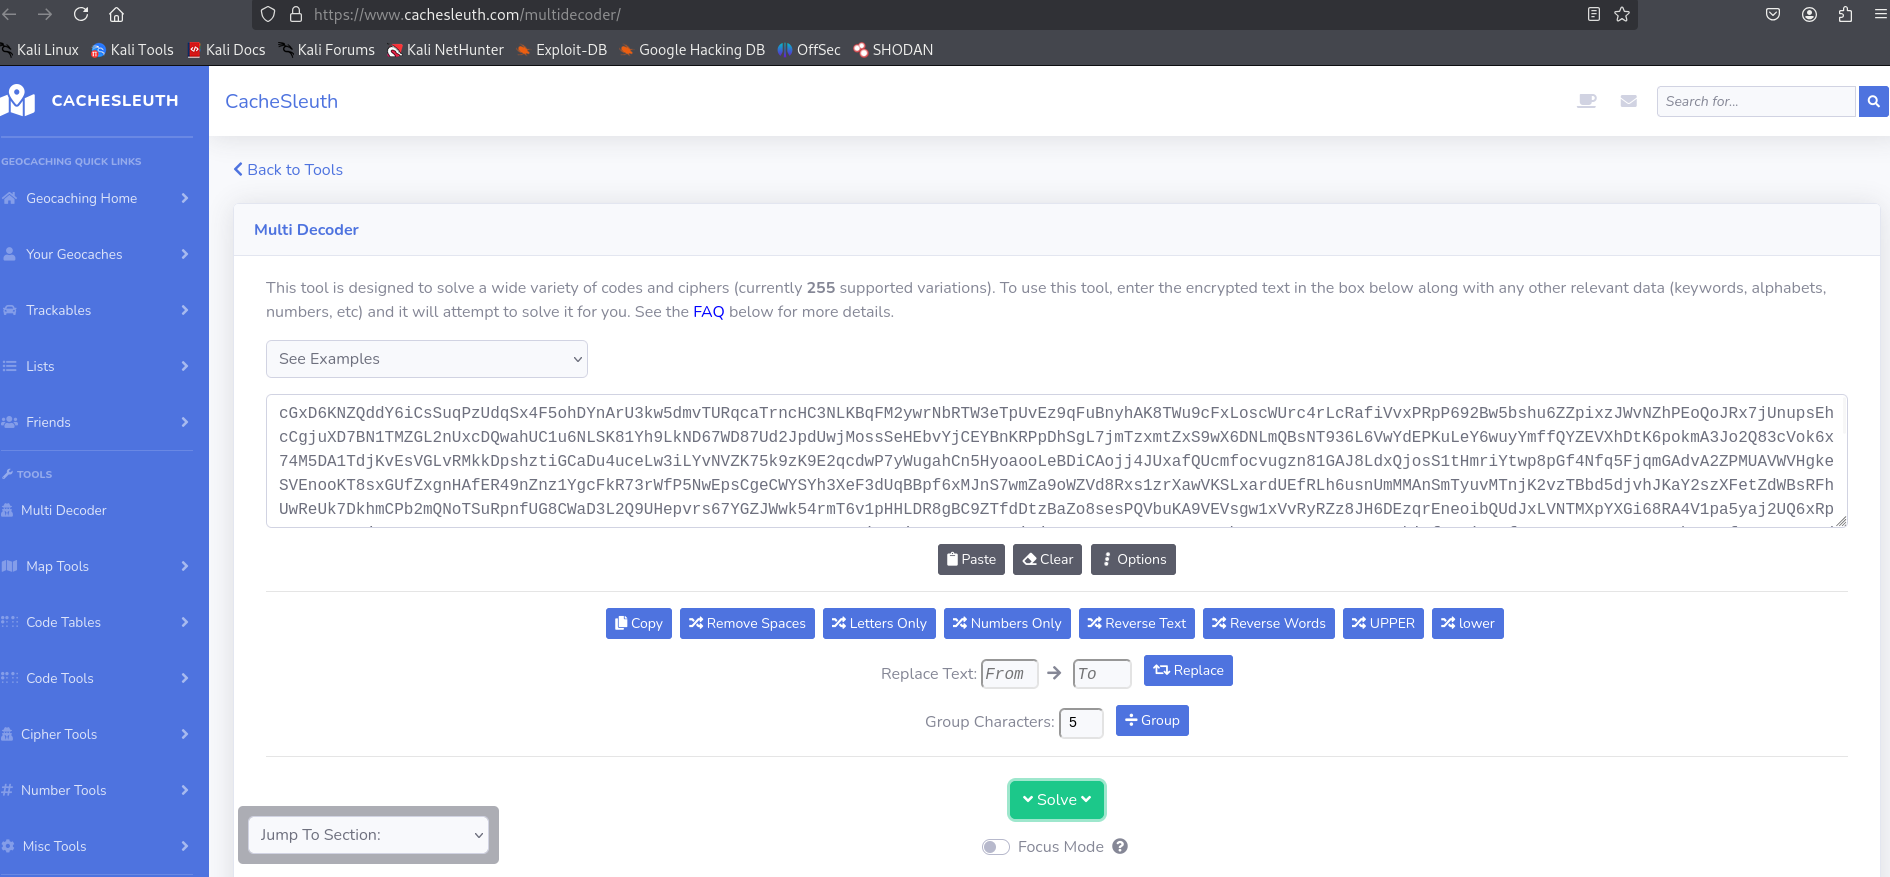 https://www.cachesleuth.com/multidecoder/
Kali Linux Kali Tools Kali Docs Kali Forums Kali NetHunter Exploit-DB Google Hacking DB OffSec SHODAN
CACHESLEUTH
CacheSleuth
Search for...
GEOCACHING QUICK LINKS
Back to Tools
Geocaching Home
Multi Decoder
Your Geocaches
This tool is designed to solve a wide variety of codes and ciphers (currently 255 supported variations). To use this tool, enter the encrypted text in the box below along with any other relevant data (keywords, alphabets,
numbers, etc) and it will attempt to solve it for you. See the FAQ below for more details.
Trackables
See Examples
Lists
cGxD6KNZQddY6iCsSuqPzUdqSx4F5ohDYnArU3kw5dmvTURqcaTrncHC3NLKBqFM2ywrNbRTW3eTpUvEz9qFuBnyhAK8TWu9cFxLoscWUrc4rLcRafiVvxPRpP692Bw5bshu6ZZpixzJWvNZhPEoQoJRx7jUnupsEh
cCgjuXD7BN1TMZGL2nUxcDQwahUC1u6NLSK81Yh9LkND67WD87Ud2JpdUwjMossSeHEbvYjCEYBnKRPpDhSgL7jmTzxmtZxS9wX6DNLmQBsNT936L6VwYdEPKuLeY6wuyYmffQYZEVXhDtK6pokmA3Jo2Q83cVok6x
74M5DA1TdjKvEsVGLvRMkkDpshztiGCaDu4uceLw3iLYvNVZK75k9zK9E2qcdwP7yWugahCn5HyoaooLeBDiCAojj4JUxafQUcmfocvugzn81GAJ8LdxQjosS1tHmriYtwp8pGf4Nfq5FjqmGAdvA2ZPMUAVWVHgke
SVEnooKT8sxGUfZxgnHAfER49nZnz1YgcFkR73rWfP5NwEpsCgeCWYSYh3XeF3dUqBBpf6xMJnS7wmZa9oWZVd8Rxs1zrXawVKSLxardUEfRLh6usnUmMMAnSmTyuvMTnjK2vzTBbd5djvhJKaY2szXFetZdWBsRFh
UwReUk7DkhmCPb2mQNoTSuRpnfUG8CWaD3L2Q9UHepvrs67YGZJWwk54rmT6v1pHHLDR8gBC9ZTfdDtzBaZo8sesPQVbuKA9VEVsgw1xVvRyRZz8JH6DEzqrEneoibQUdJxLVNTMXpYXGi68RA4V1pa5yaj2UQ6xRp
Friends
TOOLS
Multi Decoder
Paste Clear Options
Map Tools
Code Tables
Copy Remove Spaces Letters Only Numbers Only Reverse Text Reverse Words UPPER lower
Code Tools
Replace Text: From To Replace
Group Characters: 5 Group
Cipher Tools
Number Tools
Solve
Jump To Section:
Misc Tools
Focus Mode